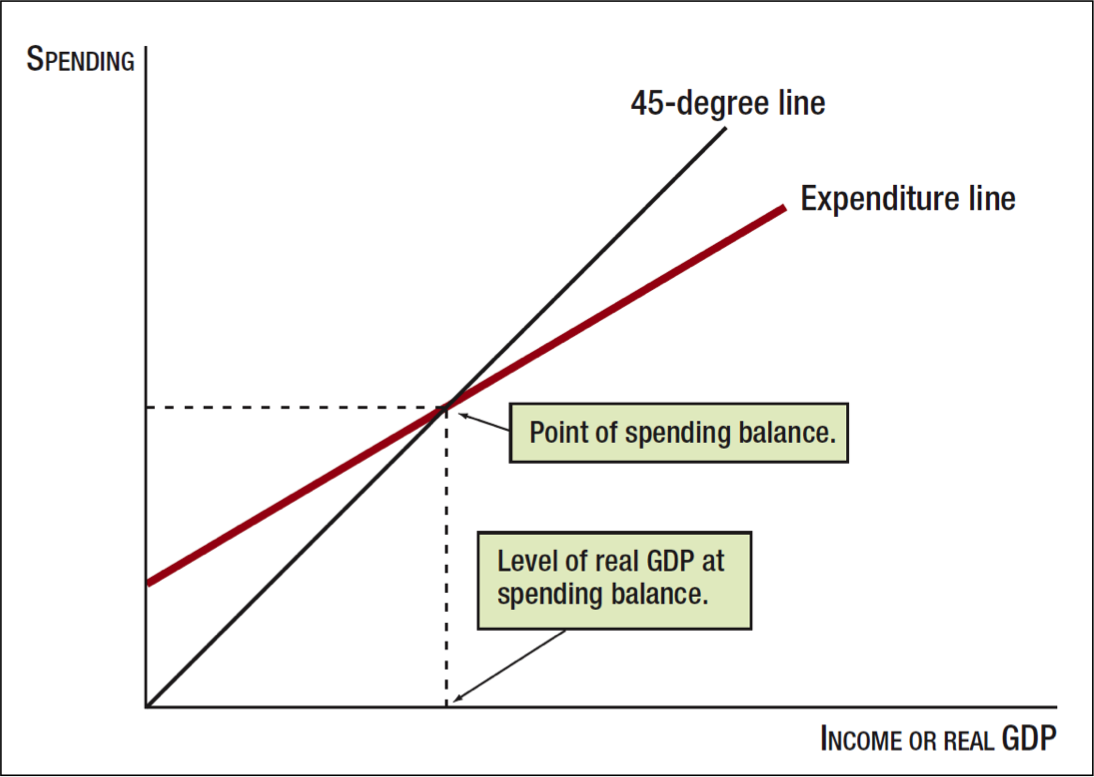 SPENDING
45-degree line
Expenditure line
Point of spending balance.
Level of real GDP at
spending balance.
INCOME OR REAL GDP